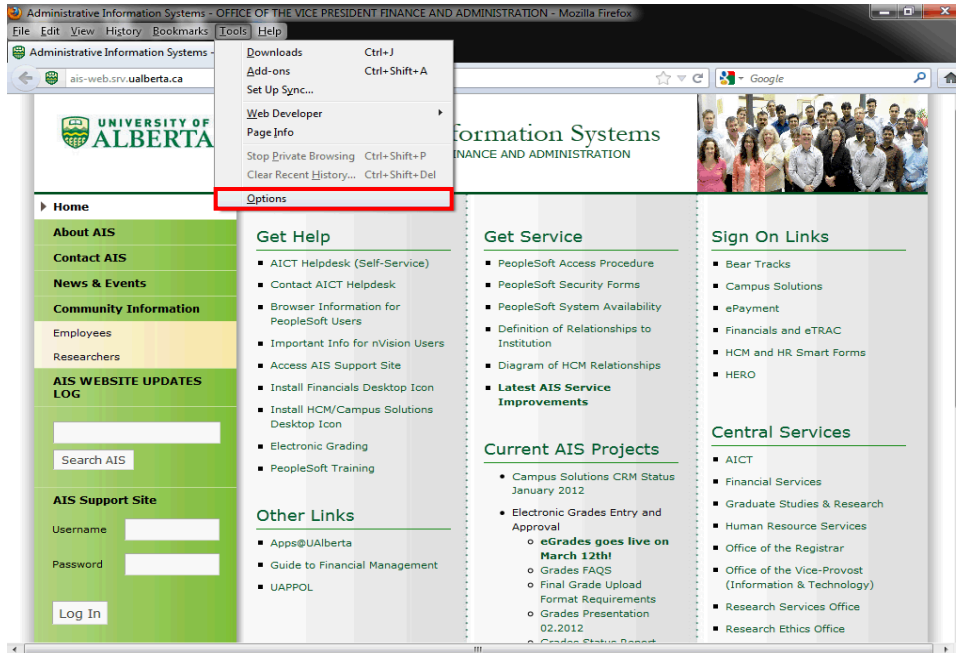 Administrative Information Systems - OFFICE OF THE VICE PRESIDENT FINANCE AND ADMINISTRATION - Mozilla Firefox
File Edit View History Bookmarks Tools Help
Administrative Information Systems -
ais-web.srv.ualberta.ca
Google
Downloads Ctrl+J
Add-ons Ctrl+Shift+A
Set Up Sync...
Web Developer
Page Info
Stop Private Browsing Ctrl+Shift+P
Clear Recent History... Ctrl+Shift+Del
Options
UNIVERSITY OF
ALBERTA
formation Systems
INANCE AND ADMINISTRATION
Home
About AIS
Contact AIS
News & Events
Community Information
Employees
Researchers
AIS WEBSITE UPDATES
LOG
Search AIS
AIS Support Site
Username
Password
Log In
Get Help
AICT Helpdesk (Self-Service)
Contact AICT Helpdesk
Browser Information for
PeopleSoft Users
Important Info for nVision Users
Access AIS Support Site
Install Financials Desktop Icon
Install HCM/Campus Solutions
Desktop Icon
Electronic Grading
PeopleSoft Training
Other Links
Apps@UAlberta
Guide to Financial Management
UAPPOL
Get Service
PeopleSoft Access Procedure
PeopleSoft Security Forms
PeopleSoft System Availability
Definition of Relationships to
Institution
Diagram of HCM Relationships
Latest AIS Service
Improvements
Current AIS Projects
Campus Solutions CRM Status
January 2012
Electronic Grades Entry and
Approval
eGrades goes live on
March 12th!
Grades FAQS
Final Grade Upload
Format Requirements
Grades Presentation
02.2012
Grades Status Report
Sign On Links
Bear Tracks
Campus Solutions
ePayment
Financials and eTRAC
HCM and HR Smart Forms
HERO
Central Services
AICT
Financial Services
Graduate Studies & Research
Human Resource Services
Office of the Registrar
Office of the Vice-Provost
(Information & Technology)
Research Services Office
Research Ethics Office